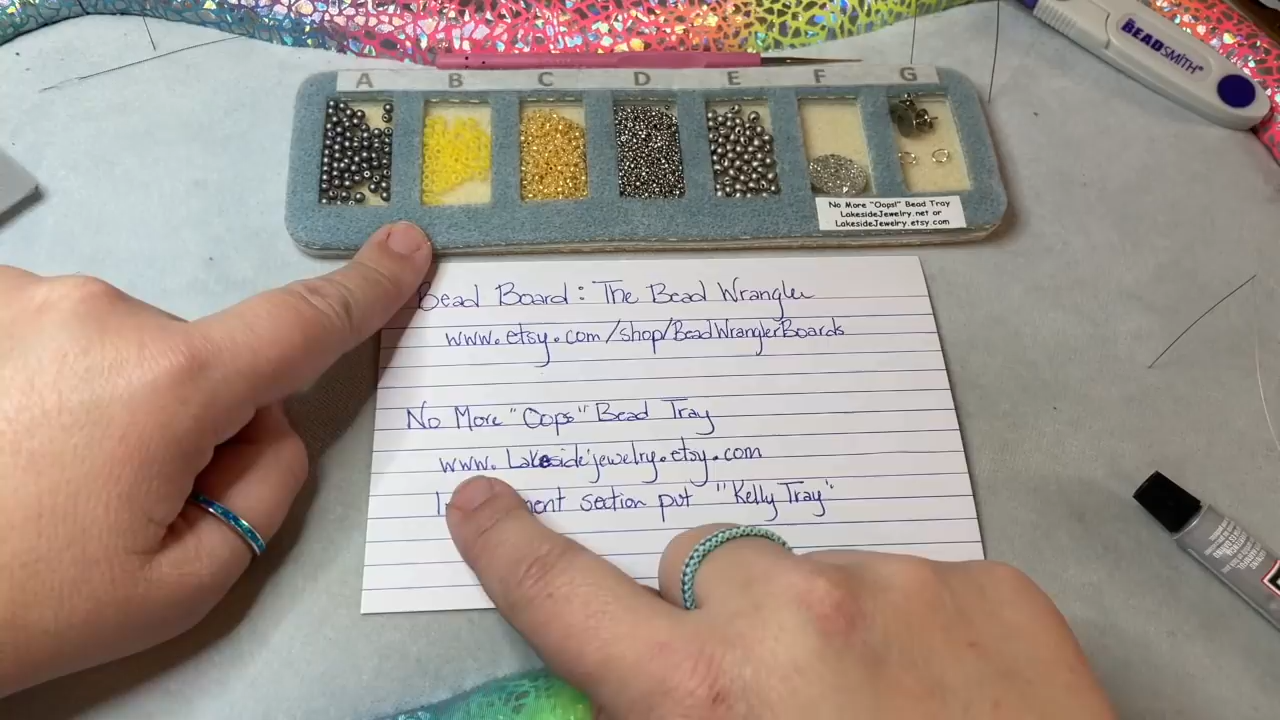 A B C D E F G
BEADSMITH®
No More "Oops!" Bead Tray
LakesideJewelry.net or
LakesideJewelry.etsy.com
Bead Board: The Bead Wrangler
www.etsy.com/shop/BeadWranglerBoards
No More "Oops" Bead Tray
www.Lakesidejewelry.etsy.com
section put "Kelly Tray"